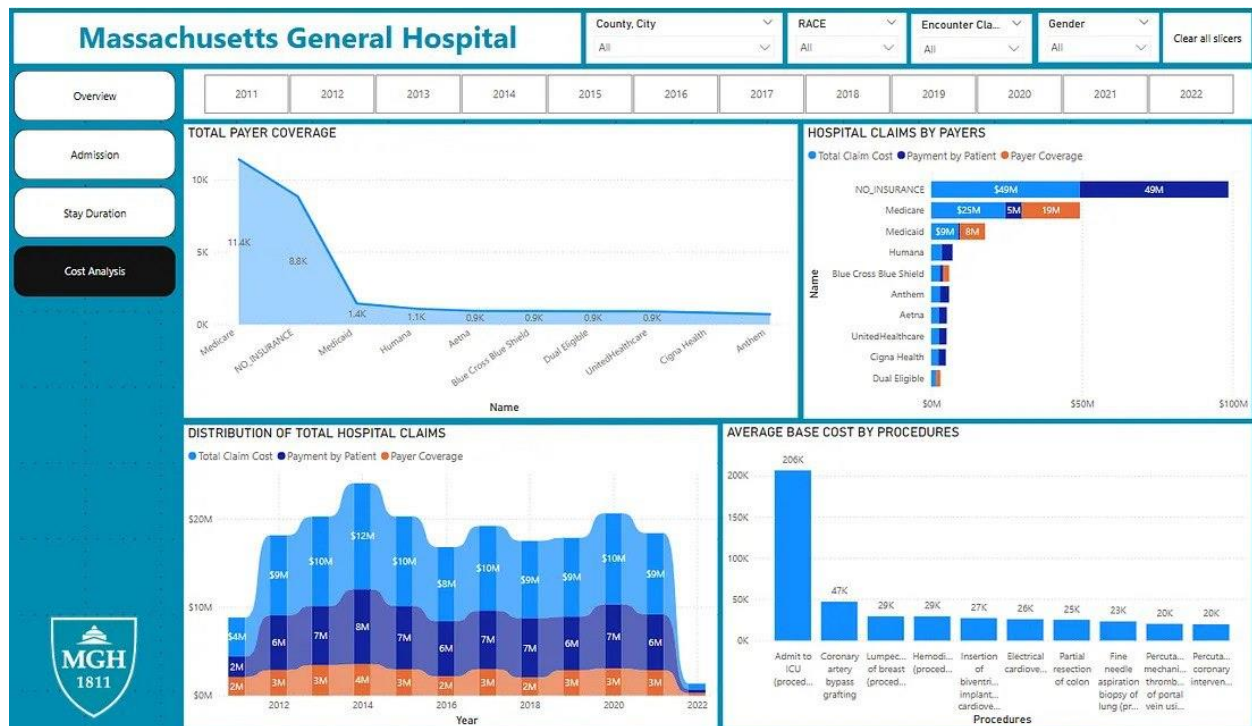 Massachusetts General Hospital
County, City
All
RACE
All
Encounter Cla...
All
Gender
All
Clear all slicers
Overview
Admission
Stay Duration
Cost Analysis
2011 2012 2013 2014 2015 2016 2017 2018 2019 2020 2021 2022
TOTAL PAYER COVERAGE
10K
5K
0K
11.4K
8.8K
1.4K
1.1K
0.9K
0.9K
0.9K
0.9K
Medicare
NO_INSURANCE
Medicaid
Humana
Aetna
Blue Cross Blue Shield
Dual Eligible
UnitedHealthcare
Cigna Health
Anthem
Name
HOSPITAL CLAIMS BY PAYERS
Total Claim Cost Payment by Patient Payer Coverage
Name
NO_INSURANCE $49M 49M
Medicare $25M 5M 19M
Medicaid $9M 8M
Humana
Blue Cross Blue Shield
Anthem
Aetna
UnitedHealthcare
Cigna Health
Dual Eligible
$0M $50M $100M
DISTRIBUTION OF TOTAL HOSPITAL CLAIMS
Total Claim Cost Payment by Patient Payer Coverage
$20M
$10M
$0M
$4M $9M $10M $12M $10M $8M $10M $9M $9M $10M $9M
2M 6M 7M 8M 7M 6M 7M 7M 6M 7M 6M
2M 3M 3M 4M 3M 2M 3M 2M 3M 3M 3M
2012 2014 2016 2018 2020 2022
Year
AVERAGE BASE COST BY PROCEDURES
200K
150K
100K
50K
0K
206K
47K
29K
29K
27K
26K
25K
23K
20K
20K
Admit to
ICU
(proced...
Coronary
artery
bypass
grafting
Lumpec...
of breast
(proced...
Hemodi...
(proced...
Insertion
of
biventri...
implant...
cardiove...
Electrical
cardiove...
Partial
resection
of colon
Fine
needle
aspiration
biopsy of
lung (pr...
Percuta...
mechani...
thromb...
of portal
vein usi...
Percuta...
coronary
interven...
Procedures
MGH
1811